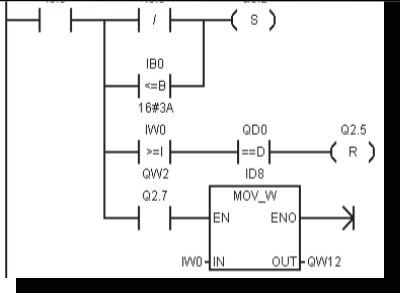 /
( S )
IB0
<=B
16#3A
IW0 QD0 Q2.5
>=I ==D ( R )
QW2 ID8
Q2.7 MOV_W
EN ENO
IW0 IN OUT QW12